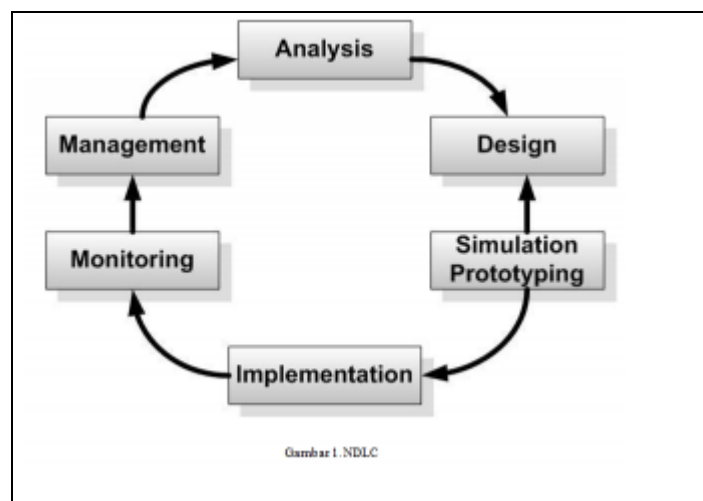 Analysis
Management
Design
Monitoring
Simulation
Prototyping
Implementation
Gambar 1. NDLC